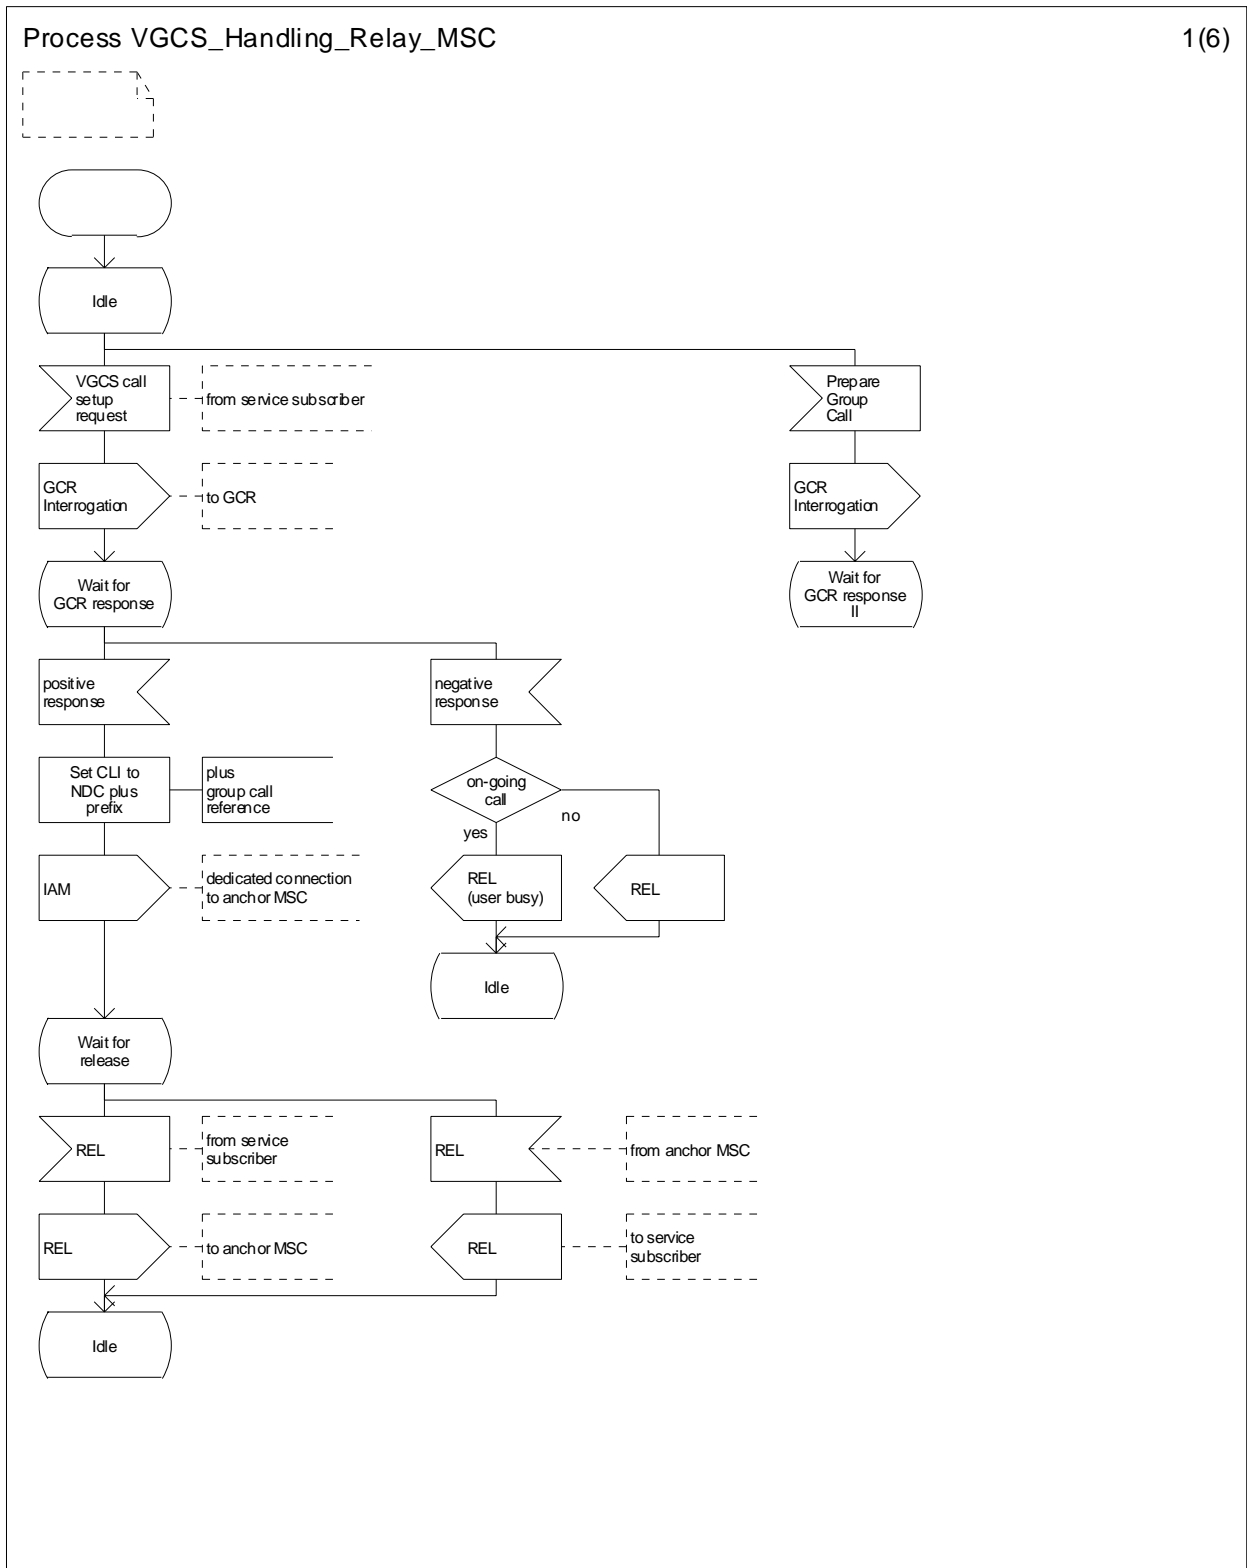 Process VGCS_Handling_Relay_MSC
1(6)
Idle
VGCS call
setup
request
from service subscriber
Prepare
Group
Call
GCR
Interrogation
to GCR
GCR
Interrogation
Wait for
GCR response
Wait for
GCR response
II
positive
response
negative
response
Set CLI to
NDC plus
prefix
plus
group call
reference
on-going
call
no
yes
IAM
dedicated connection
to anchor MSC
REL
(user busy)
REL
Idle
Wait for
release
REL
from service
subscriber
REL
from anchor MSC
REL
to anchor MSC
REL
to service
subscriber
Idle